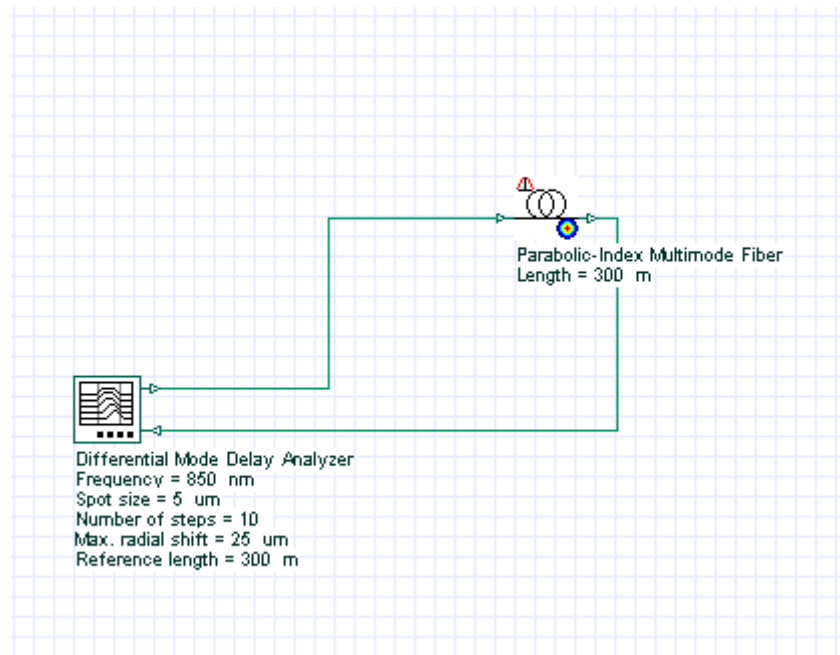 Parabolic-Index Multimode Fiber
Length = 300 m
Differential Mode Delay Analyzer
Frequency = 850 nm
Spot size = 5 um
Number of steps = 10
Max. radial shift = 25 um
Reference length = 300 m